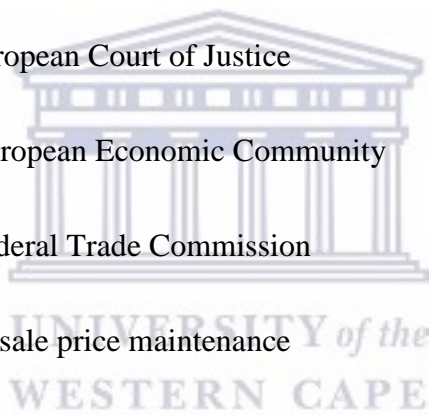 ropean Court of Justice
ropean Economic Community
deral Trade Commission
sale price maintenance
UNIVERSITY of the
WESTERN CAPE